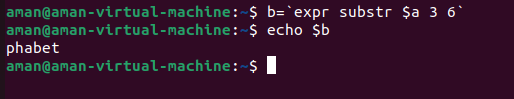 aman@aman-virtual-machine:~$ b=`expr substr $a 3 6`
aman@aman-virtual-machine:~$ echo $b
phabet
aman@aman-virtual-machine:~$